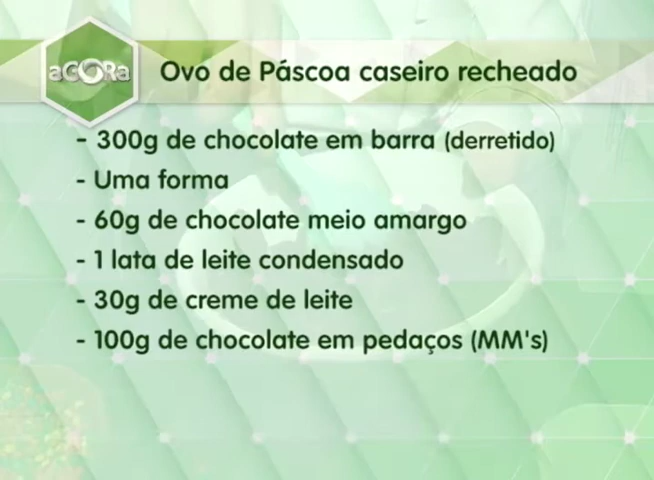 aGORa
Ovo de Páscoa caseiro recheado
- 300g de chocolate em barra (derretido)
- Uma forma
- 60g de chocolate meio amargo
- 1 lata de leite condensado
- 30g de creme de leite
- 100g de chocolate em pedaços (MM's)